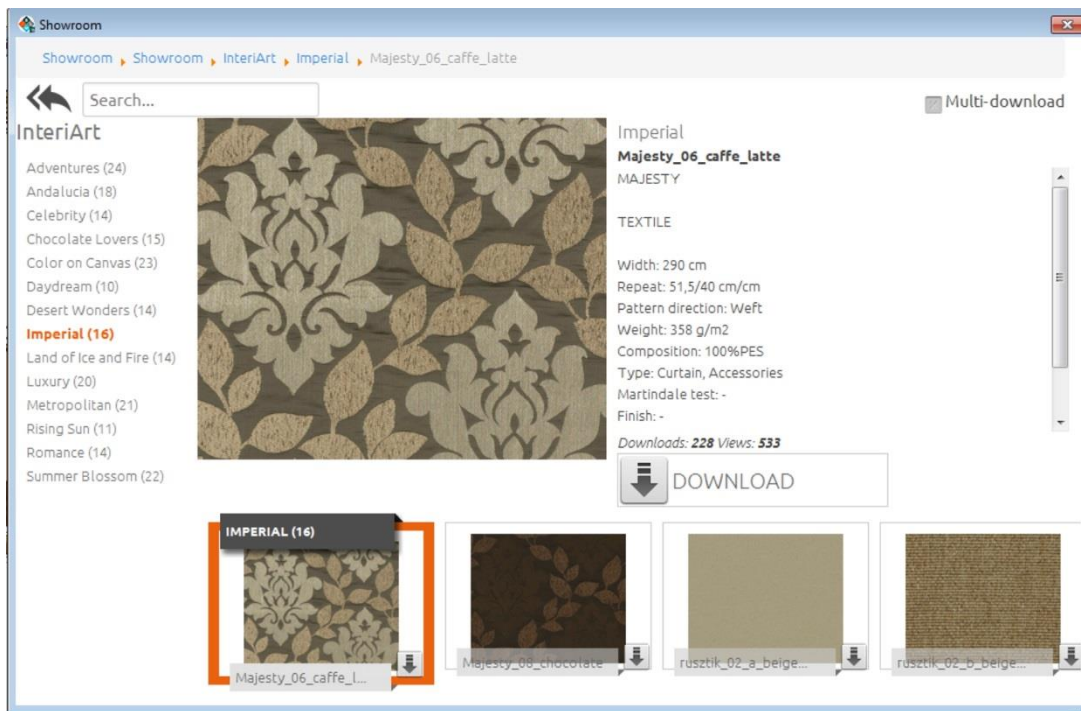 Showroom
Showroom Showroom InteriArt Imperial Majesty_06_caffe_latte
Search...
Multi-download
InteriArt
Adventures (24)
Andalucia (18)
Celebrity (14)
Chocolate Lovers (15)
Color on Canvas (23)
Daydream (10)
Desert Wonders (14)
Imperial (16)
Land of Ice and Fire (14)
Luxury (20)
Metropolitan (21)
Rising Sun (11)
Romance (14)
Summer Blossom (22)
Imperial
Majesty_06_caffe_latte
MAJESTY
TEXTILE
Width: 290 cm
Repeat: 51,5/40 cm/cm
Pattern direction: Weft
Weight: 358 g/m2
Composition: 100%PES
Type: Curtain, Accessories
Martindale test: -
Finish: -
Downloads: 228 Views: 533
DOWNLOAD
IMPERIAL (16)
Majesty_06_caffe_l...
Majesty_08_chocolate
rusztik_02_a_beige...
rusztik_02_b_beige...